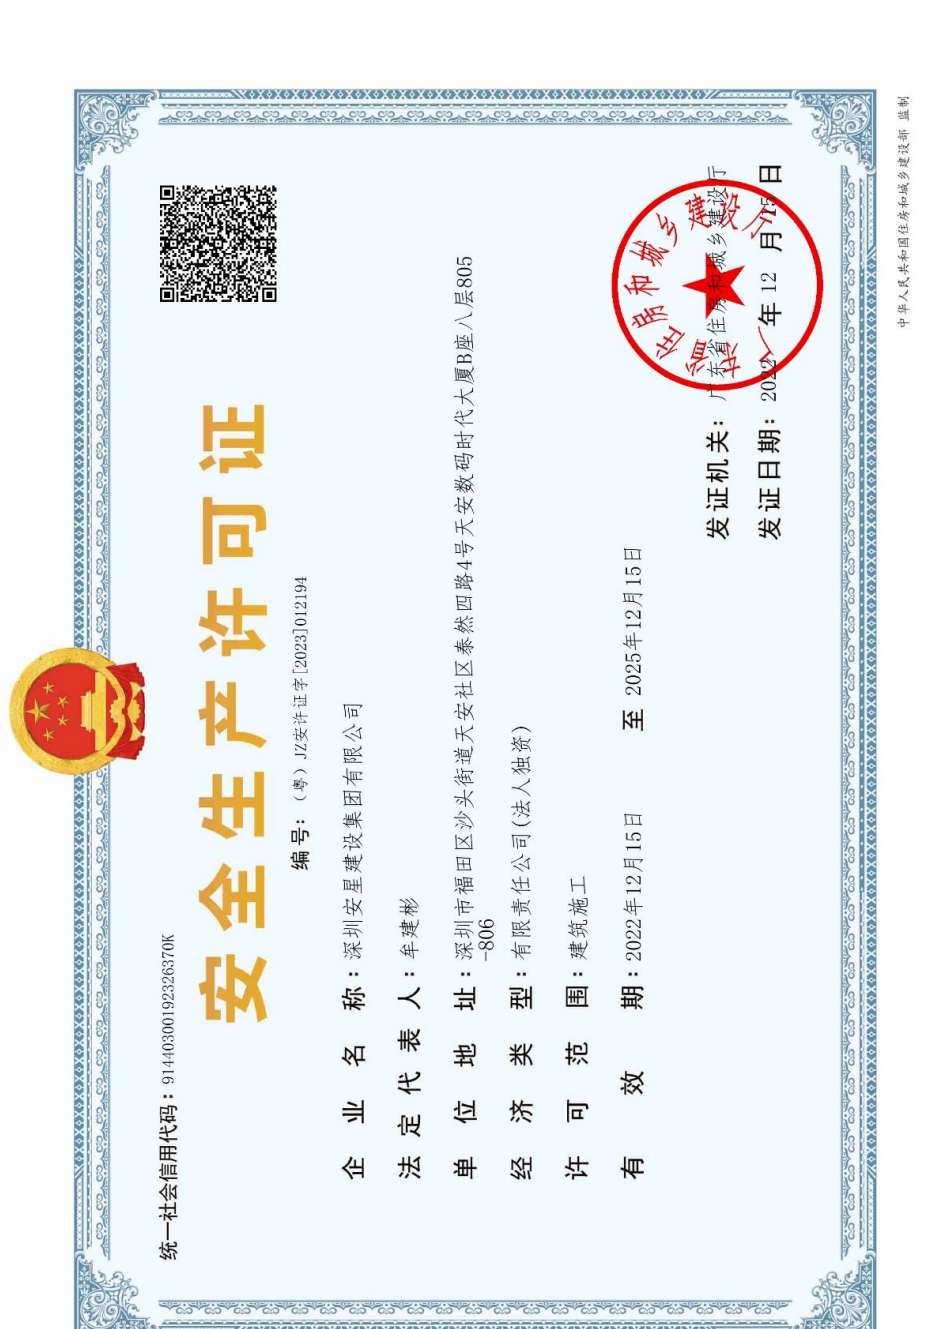 统一社会信用代码：91440300192326370K
安全生产许可证
编号：（粤）JZ安许证字[2023]012194
企业名称：深圳安星建设集团有限公司
法定代表人：牟建彬
单位地址：深圳市福田区沙头街道天安社区泰然四路4号天安数码时代大厦B座八层805
-806
经济类型：有限责任公司(法人独资)
许可范围：建筑施工
有效期：2022年12月15日 至 2025年12月15日
发证机关：广东省住房和城乡建设厅
发证日期：2022年12月15日
住房和城乡建设厅
中华人民共和国住房和城乡建设部 监制